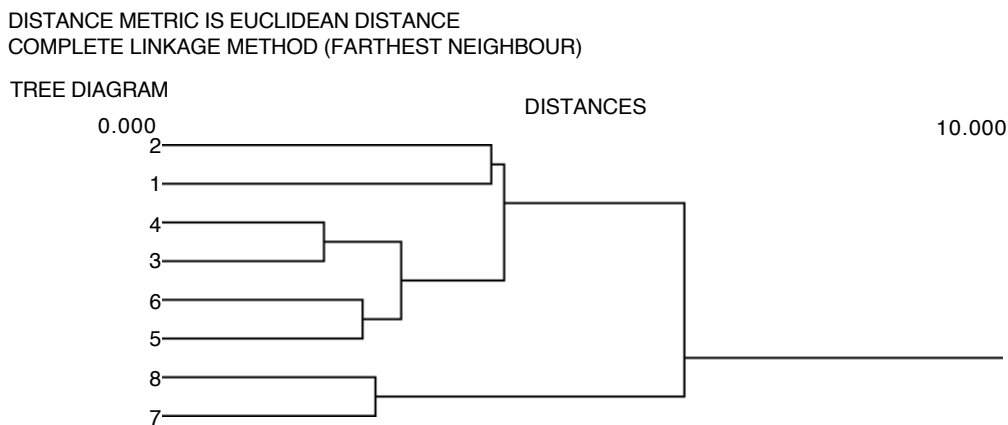 DISTANCE METRIC IS EUCLIDEAN DISTANCE
COMPLETE LINKAGE METHOD (FARTHEST NEIGHBOUR)
TREE DIAGRAM
DISTANCES
0.000
10.000
2
1
4
3
6
5
8
7